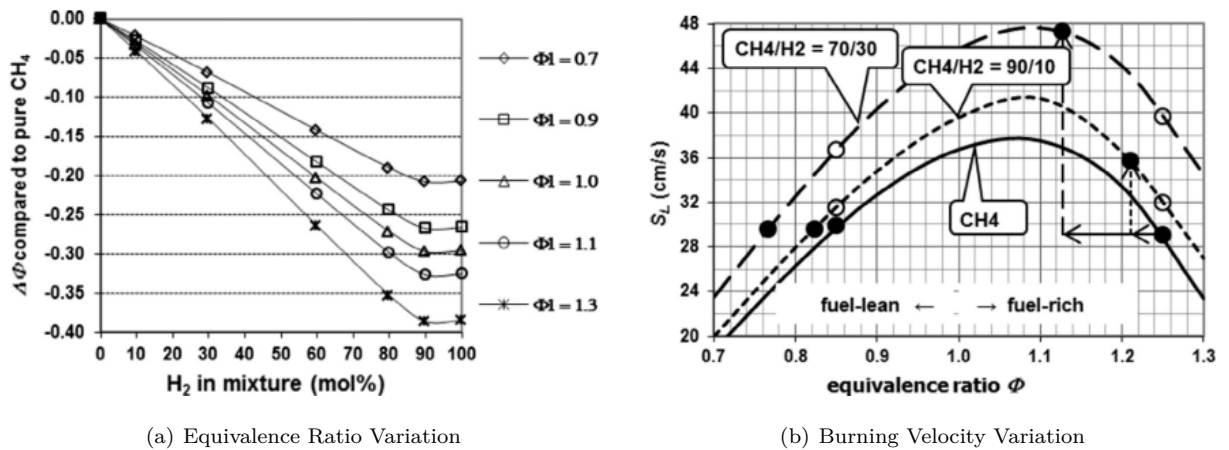 0.00
-0.05
-0.10
-0.15
-0.20
-0.25
-0.30
-0.35
-0.40
ΔΦ compared to pure CH₄
0 10 20 30 40 50 60 70 80 90 100
H₂ in mixture (mol%)
Φ1 = 0.7
Φ1 = 0.9
Φ1 = 1.0
Φ1 = 1.1
Φ1 = 1.3
(a) Equivalence Ratio Variation
48
44
40
36
32
28
24
20
S_L (cm/s)
CH4/H2 = 70/30
CH4/H2 = 90/10
CH4
fuel-lean ← → fuel-rich
0.7 0.8 0.9 1.0 1.1 1.2 1.3
equivalence ratio Φ
(b) Burning Velocity Variation